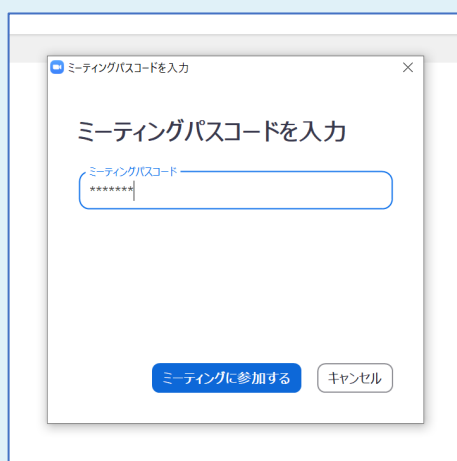 ミーティングパスコードを入力
ミーティングパスコードを入力
ミーティングパスコード
*******
ミーティングに参加する
キャンセル